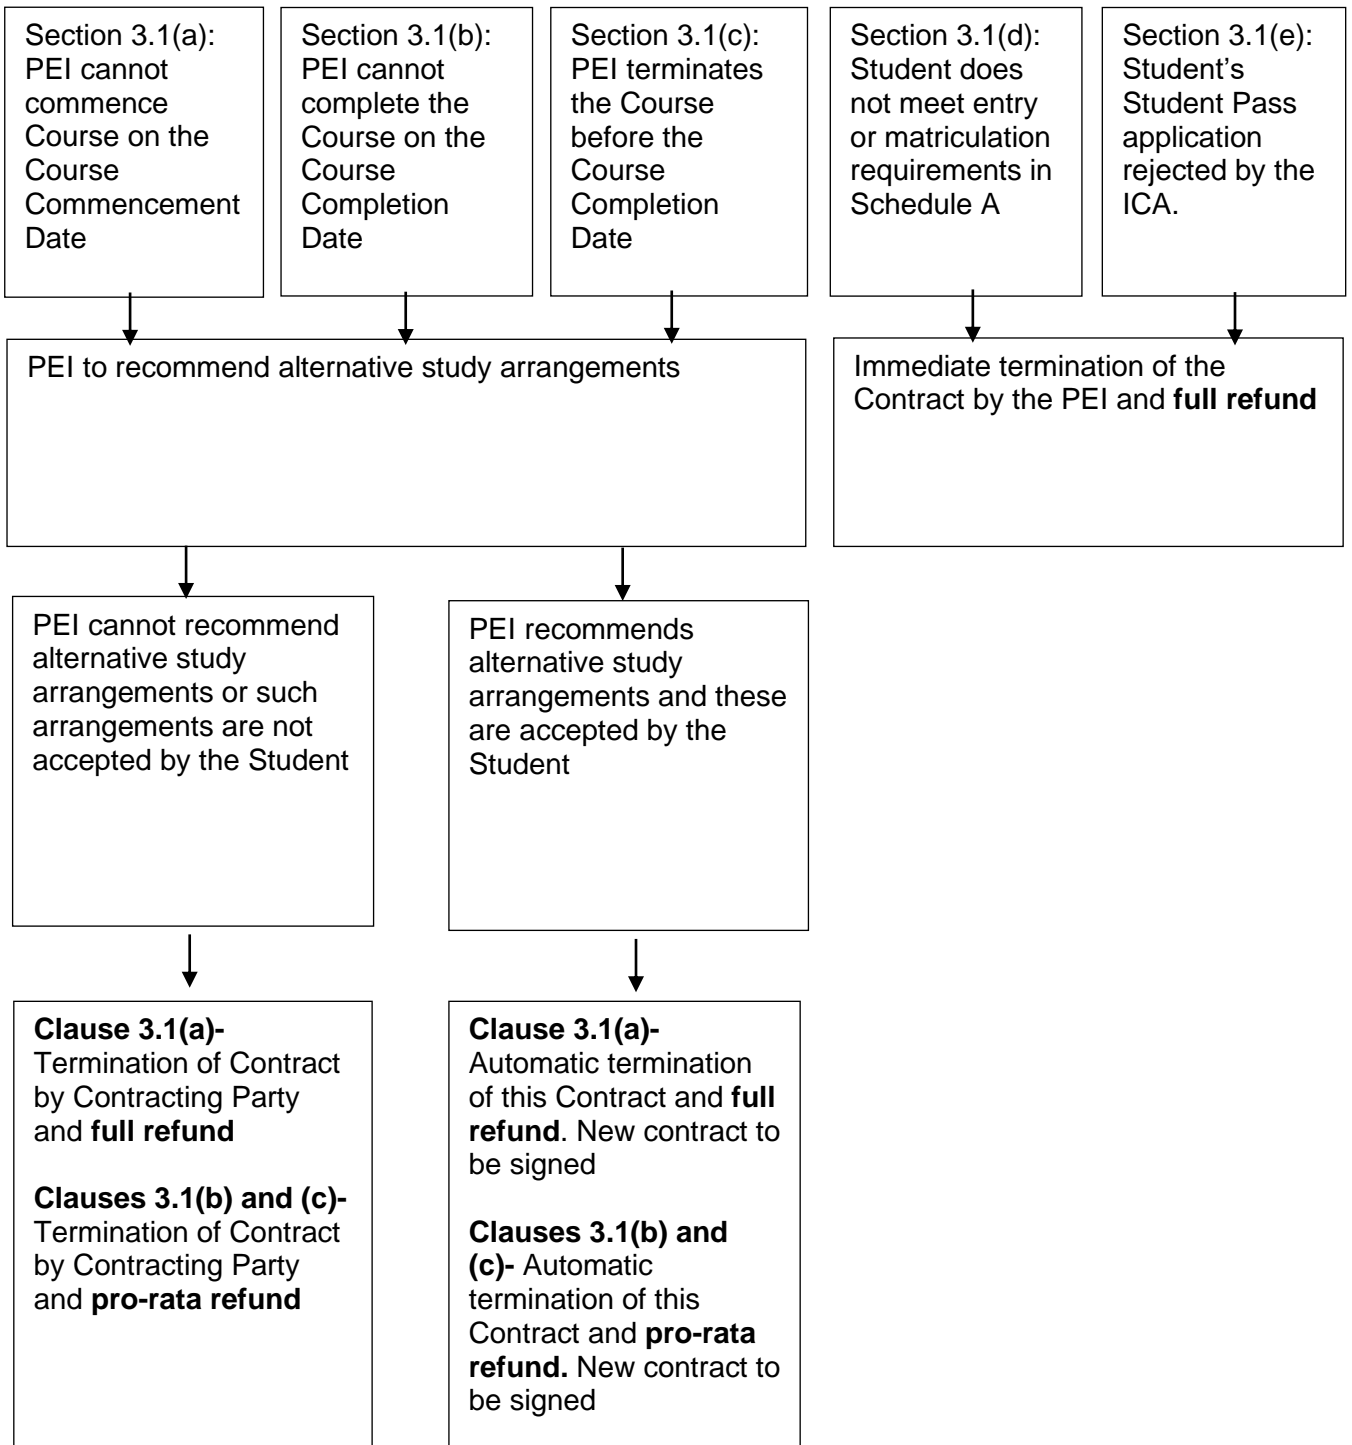 Section 3.1(a):
PEI cannot
commence
Course on the
Course
Commencement
Date
Section 3.1(b):
PEI cannot
complete the
Course on the
Course
Completion
Date
Section 3.1(c):
PEI terminates
the Course
before the
Course
Completion
Date
Section 3.1(d):
Student does
not meet entry
or matriculation
requirements in
Schedule A
Section 3.1(e):
Student’s
Student Pass
application
rejected by the
ICA.
PEI to recommend alternative study arrangements
Immediate termination of the
Contract by the PEI and full refund
PEI cannot recommend
alternative study
arrangements or such
arrangements are not
accepted by the Student
PEI recommends
alternative study
arrangements and these
are accepted by the
Student
Clause 3.1(a)-
Termination of Contract
by Contracting Party
and full refund
Clauses 3.1(b) and (c)-
Termination of Contract
by Contracting Party
and pro-rata refund
Clause 3.1(a)-
Automatic termination
of this Contract and full
refund. New contract to
be signed
Clauses 3.1(b) and
(c)- Automatic
termination of this
Contract and pro-rata
refund. New contract to
be signed